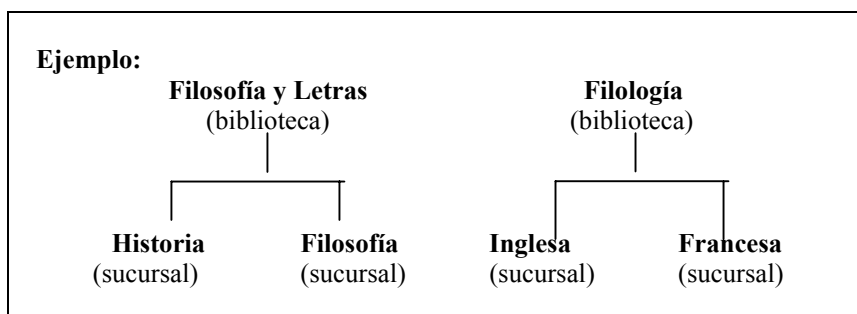 Ejemplo:
Filosofía y Letras Filología
(biblioteca) (biblioteca)
Historia Filosofía Inglesa Francesa
(sucursal) (sucursal) (sucursal) (sucursal)